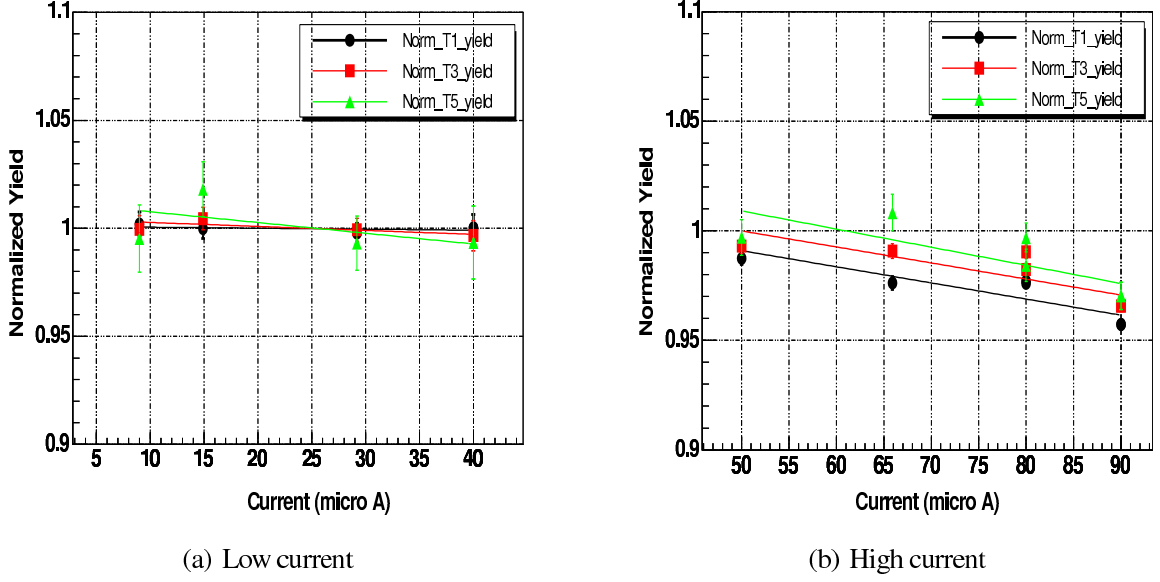 1.1
1.05
1
0.95
0.9
Normalized Yield
5 10 15 20 25 30 35 40
Current (micro A)
Norm_T1_yield
Norm_T3_yield
Norm_T5_yield
(a) Low current
1.1
1.05
1
0.95
0.9
Normalized Yield
50 55 60 65 70 75 80 85 90
Current (micro A)
Norm_T1_yield
Norm_T3_yield
Norm_T5_yield
(b) High current